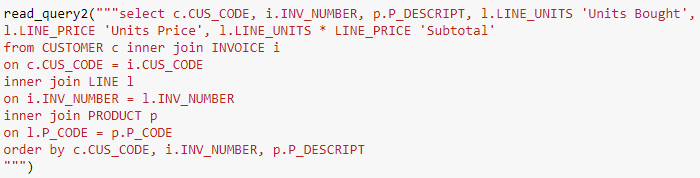 read_query2("""select c.CUS_CODE, i.INV_NUMBER, p.P_DESCRIPT, l.LINE_UNITS 'Units Bought',
l.LINE_PRICE 'Units Price', l.LINE_UNITS * LINE_PRICE 'Subtotal'
from CUSTOMER c inner join INVOICE i
on c.CUS_CODE = i.CUS_CODE
inner join LINE l
on i.INV_NUMBER = l.INV_NUMBER
inner join PRODUCT p
on l.P_CODE = p.P_CODE
order by c.CUS_CODE, i.INV_NUMBER, p.P_DESCRIPT
""")